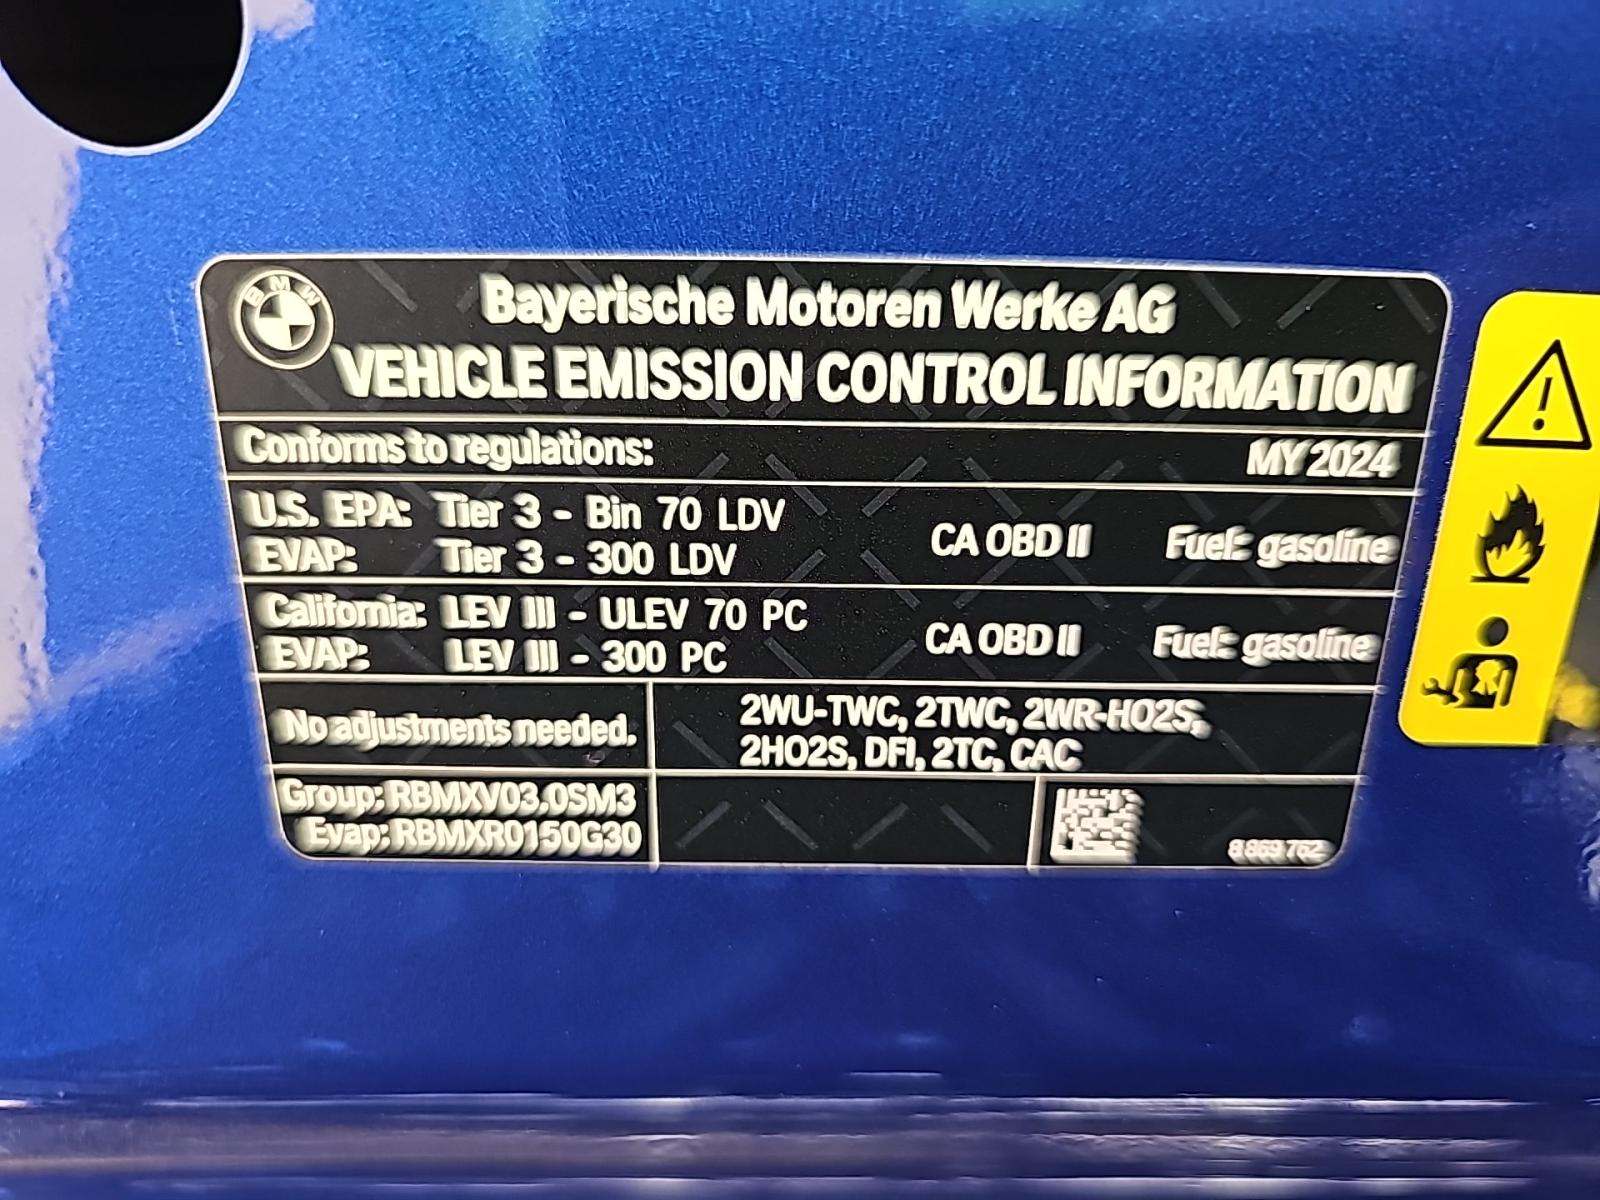 BMW
Bayerische Motoren Werke AG
VEHICLE EMISSION CONTROL INFORMATION
Conforms to regulations: MY 2024
U.S. EPA: Tier 3 - Bin 70 LDV CA OBD II Fuel: gasoline
EVAP: Tier 3 - 300 LDV
California: LEV III - ULEV 70 PC CA OBD II Fuel: gasoline
EVAP: LEV III - 300 PC
No adjustments needed. 2WU-TWC, 2TWC, 2WR-HO2S,
2HO2S, DFI, 2TC, CAC
Group: RBMXV03.0SM3
Evap: RBMXR0150G30
8 869 762